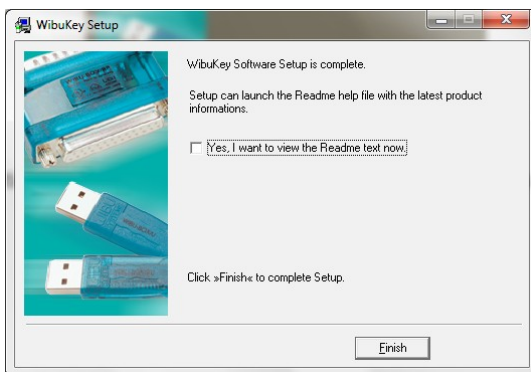 WibuKey Setup
WibuKey Software Setup is complete.
Setup can launch the Readme help file with the latest product
informations.
Yes, I want to view the Readme text now.
Click »Finish« to complete Setup.
Finish